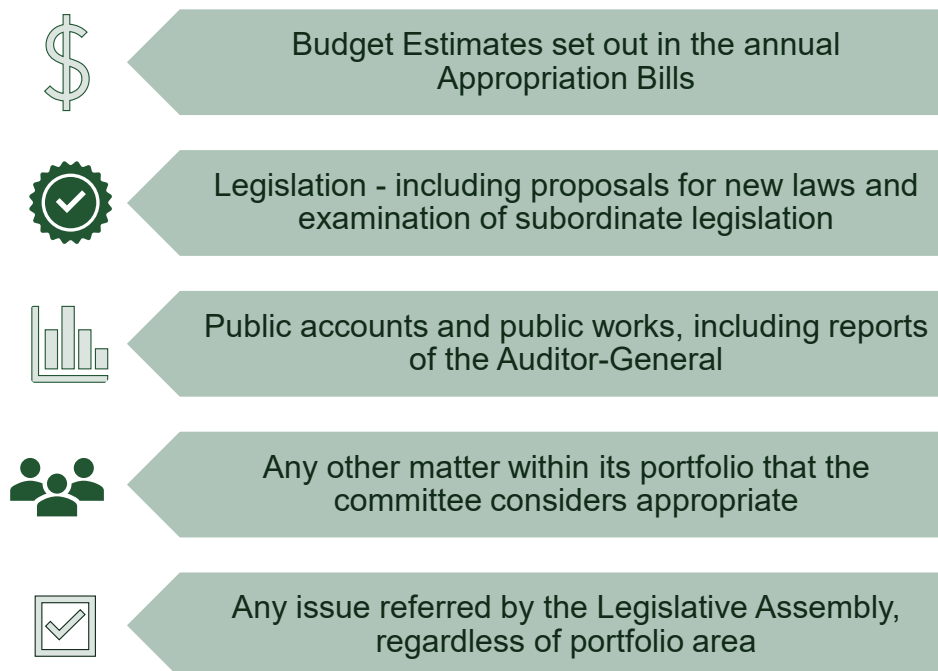 Budget Estimates set out in the annual
Appropriation Bills
Legislation - including proposals for new laws and
examination of subordinate legislation
Public accounts and public works, including reports
of the Auditor-General
Any other matter within its portfolio that the
committee considers appropriate
Any issue referred by the Legislative Assembly,
regardless of portfolio area